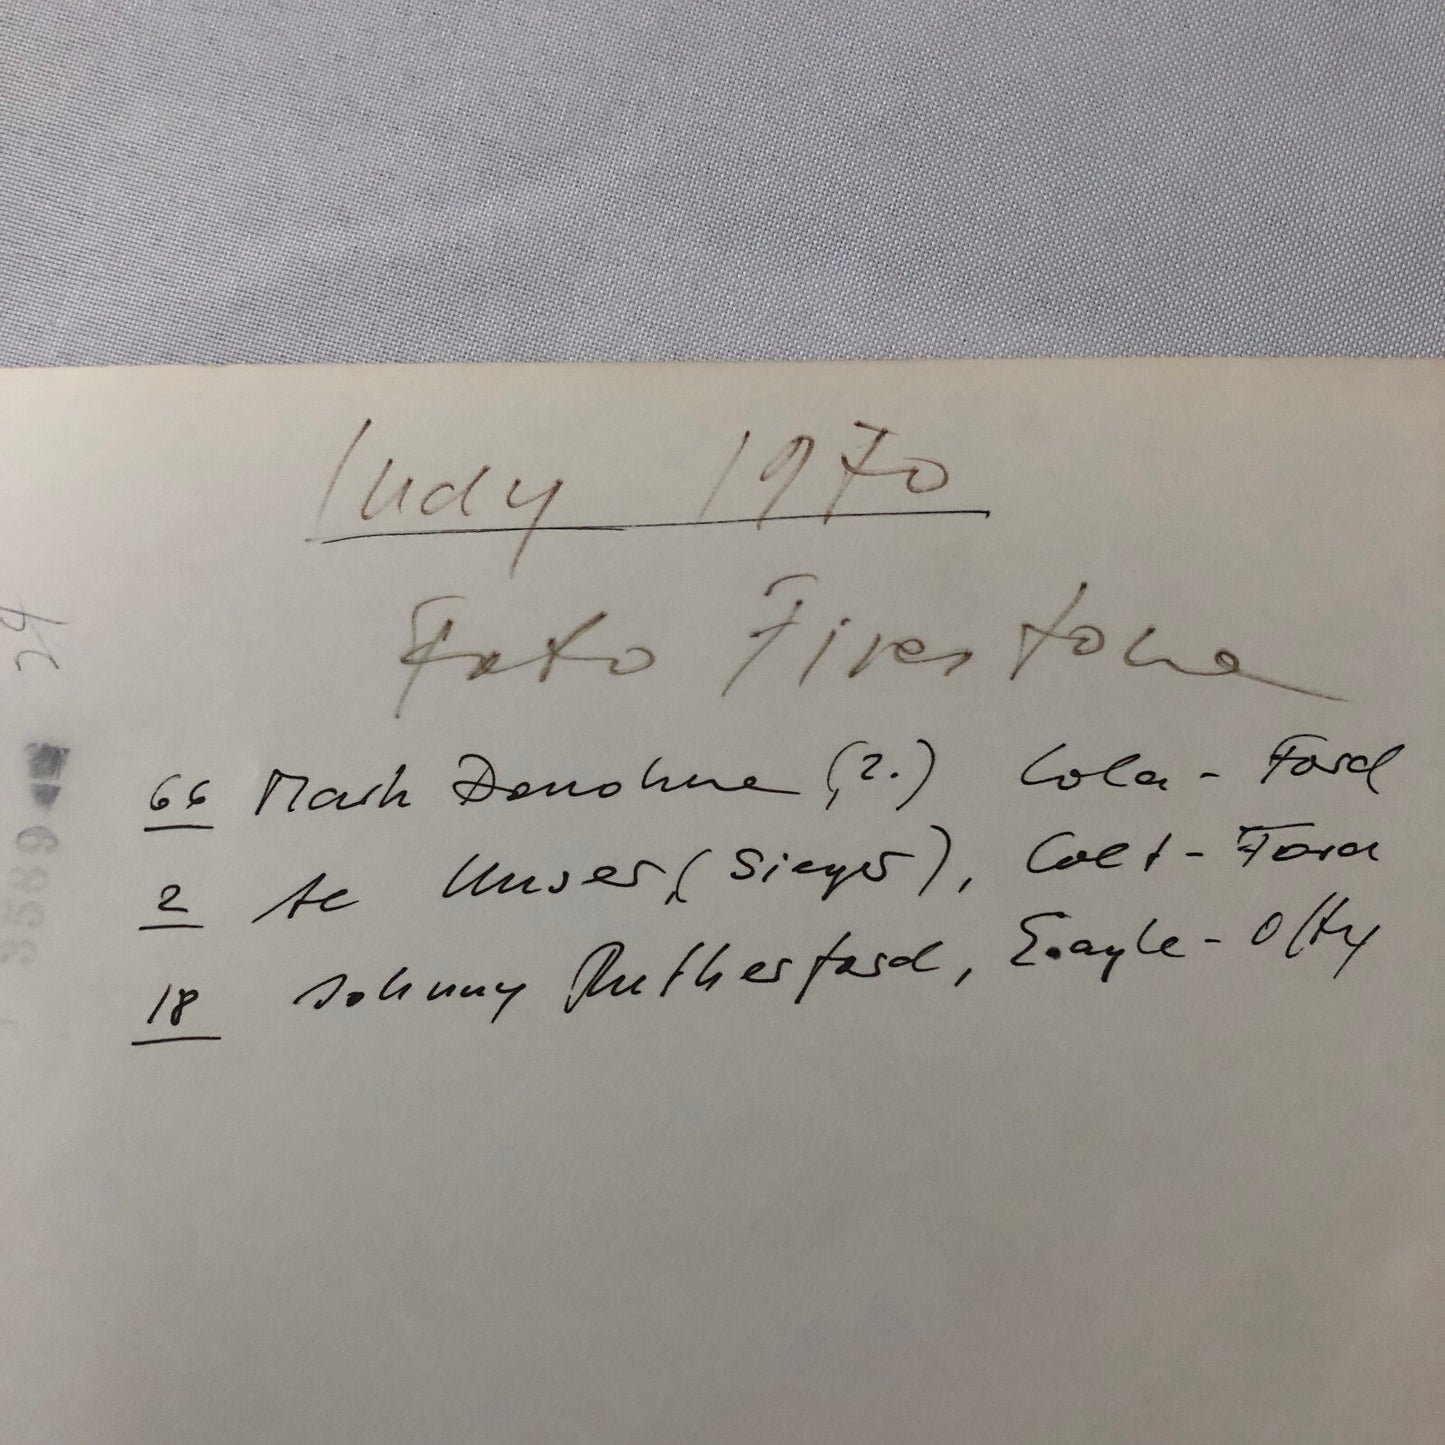 Indy 1970
Foto Firestone
66 Mark Donohue (2.) Lola - Ford
2 Al Unser, (Sieger), Colt - Ford
18 Johnny Rutherford, Eagle - Offy
24